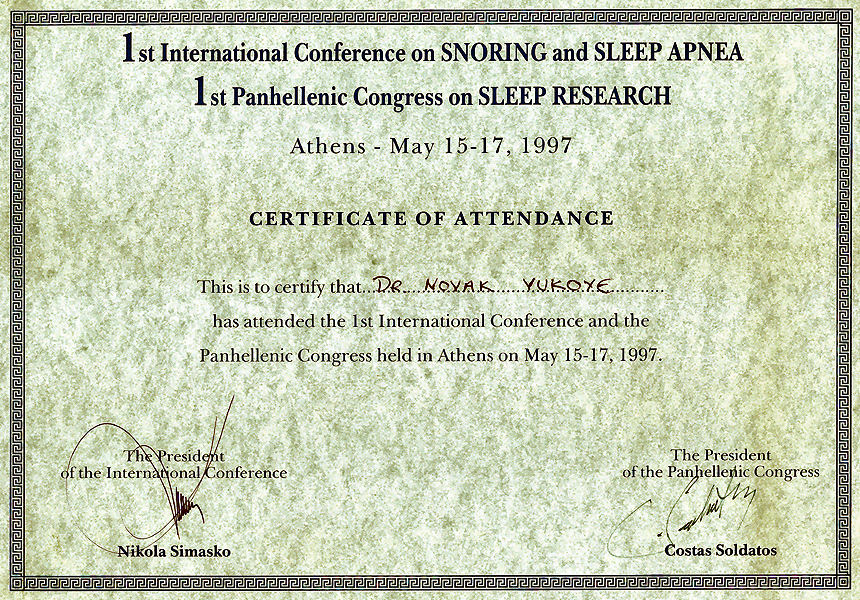 1st International Conference on SNORING and SLEEP APNEA
1st Panhellenic Congress on SLEEP RESEARCH
Athens - May 15-17, 1997
CERTIFICATE OF ATTENDANCE
This is to certify that...DR....NOVAK.....YUKOYE..........
has attended the 1st International Conference and the
Panhellenic Congress held in Athens on May 15-17, 1997.
The President
of the International Conference
Nikola Simasko
The President
of the Panhellenic Congress
Costas Soldatos